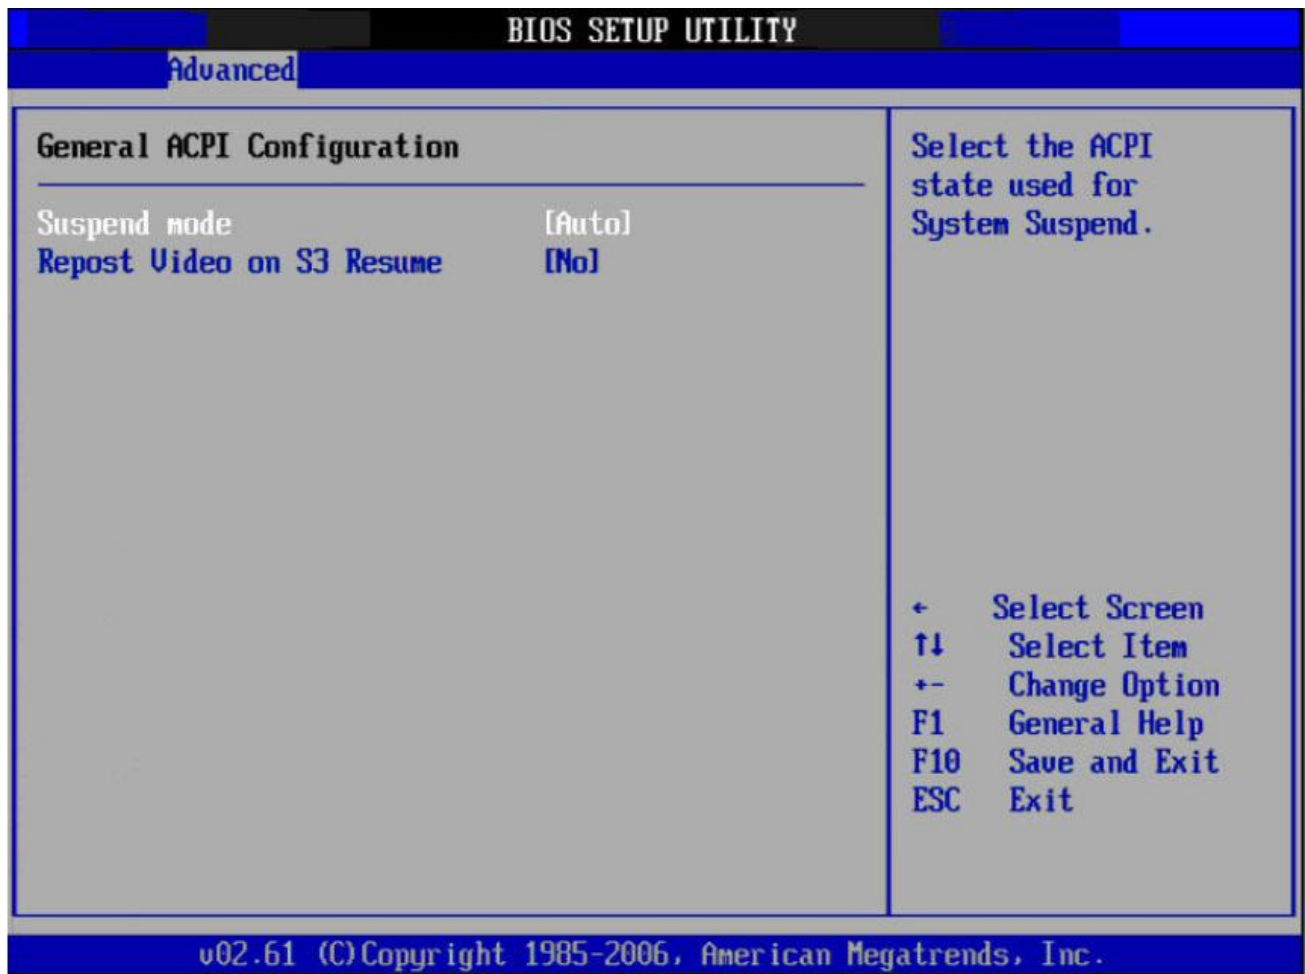 BIOS SETUP UTILITY
Advanced
General ACPI Configuration
Suspend mode [Auto]
Repost Video on S3 Resume [No]
Select the ACPI
state used for
System Suspend.
← Select Screen
↑↓ Select Item
+- Change Option
F1 General Help
F10 Save and Exit
ESC Exit
v02.61 (C)Copyright 1985-2006, American Megatrends, Inc.